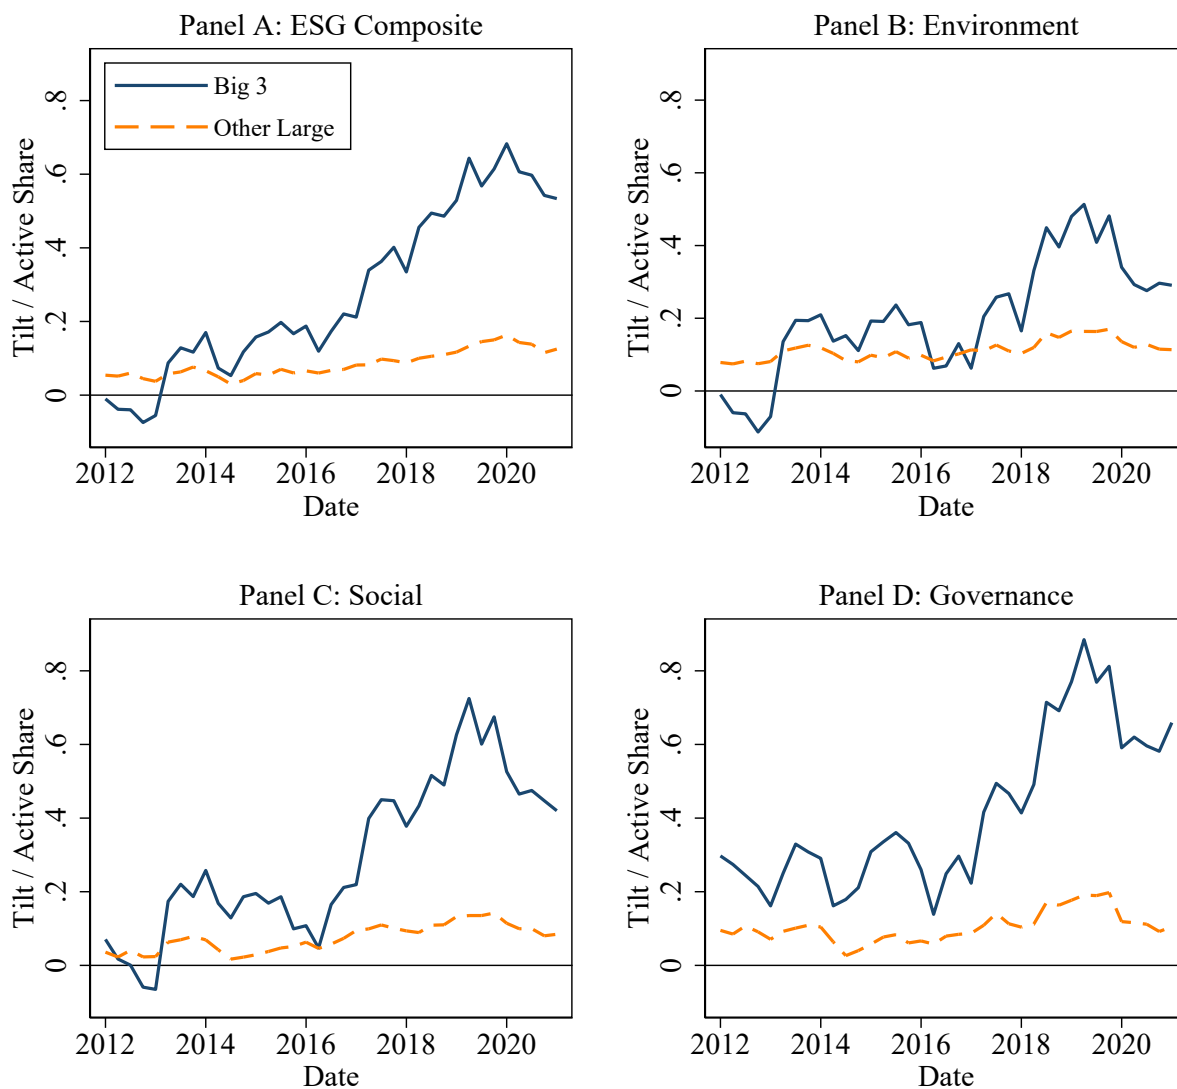 Panel A: ESG Composite
Big 3
Other Large
Tilt / Active Share
.8
.6
.4
.2
0
2012 2014 2016 2018 2020
Date
Panel B: Environment
Tilt / Active Share
.8
.6
.4
.2
0
2012 2014 2016 2018 2020
Date
Panel C: Social
Tilt / Active Share
.8
.6
.4
.2
0
2012 2014 2016 2018 2020
Date
Panel D: Governance
Tilt / Active Share
.8
.6
.4
.2
0
2012 2014 2016 2018 2020
Date